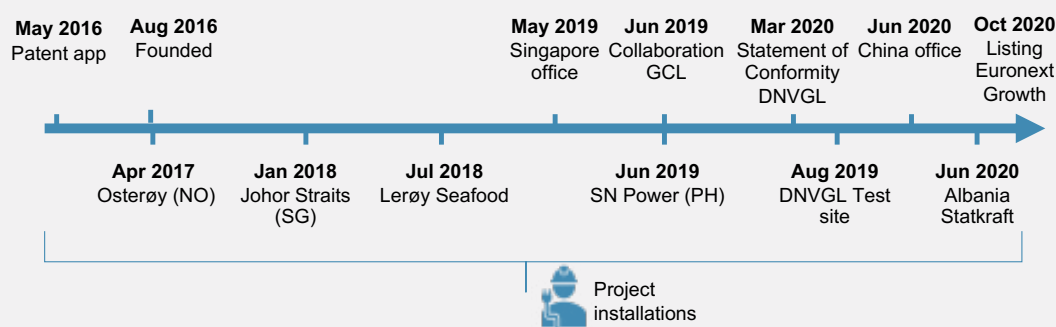 May 2016
Patent app
Aug 2016
Founded
May 2019
Singapore
office
Jun 2019
Collaboration
GCL
Mar 2020
Statement of
Conformity
DNVGL
Jun 2020
China office
Oct 2020
Listing
Euronext
Growth
Apr 2017
Osterøy (NO)
Jan 2018
Johor Straits
(SG)
Jul 2018
Lerøy Seafood
Jun 2019
SN Power (PH)
Aug 2019
DNVGL Test
site
Jun 2020
Albania
Statkraft
Project
installations